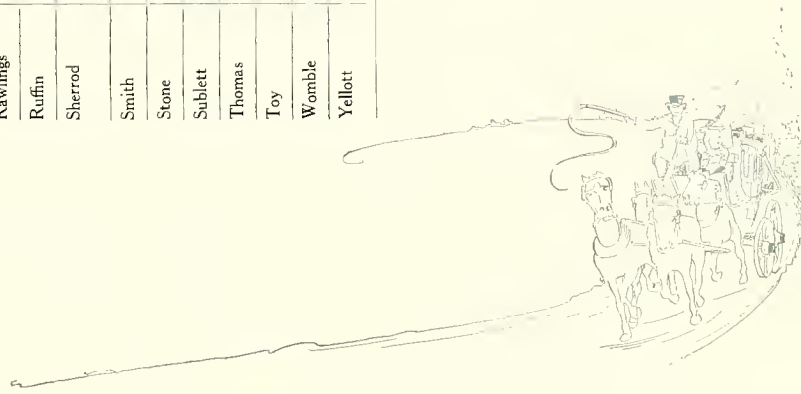 Rawlings
Ruffin
Sherrod
Smith
Stone
Sublett
Thomas
Toy
Womble
Yellott